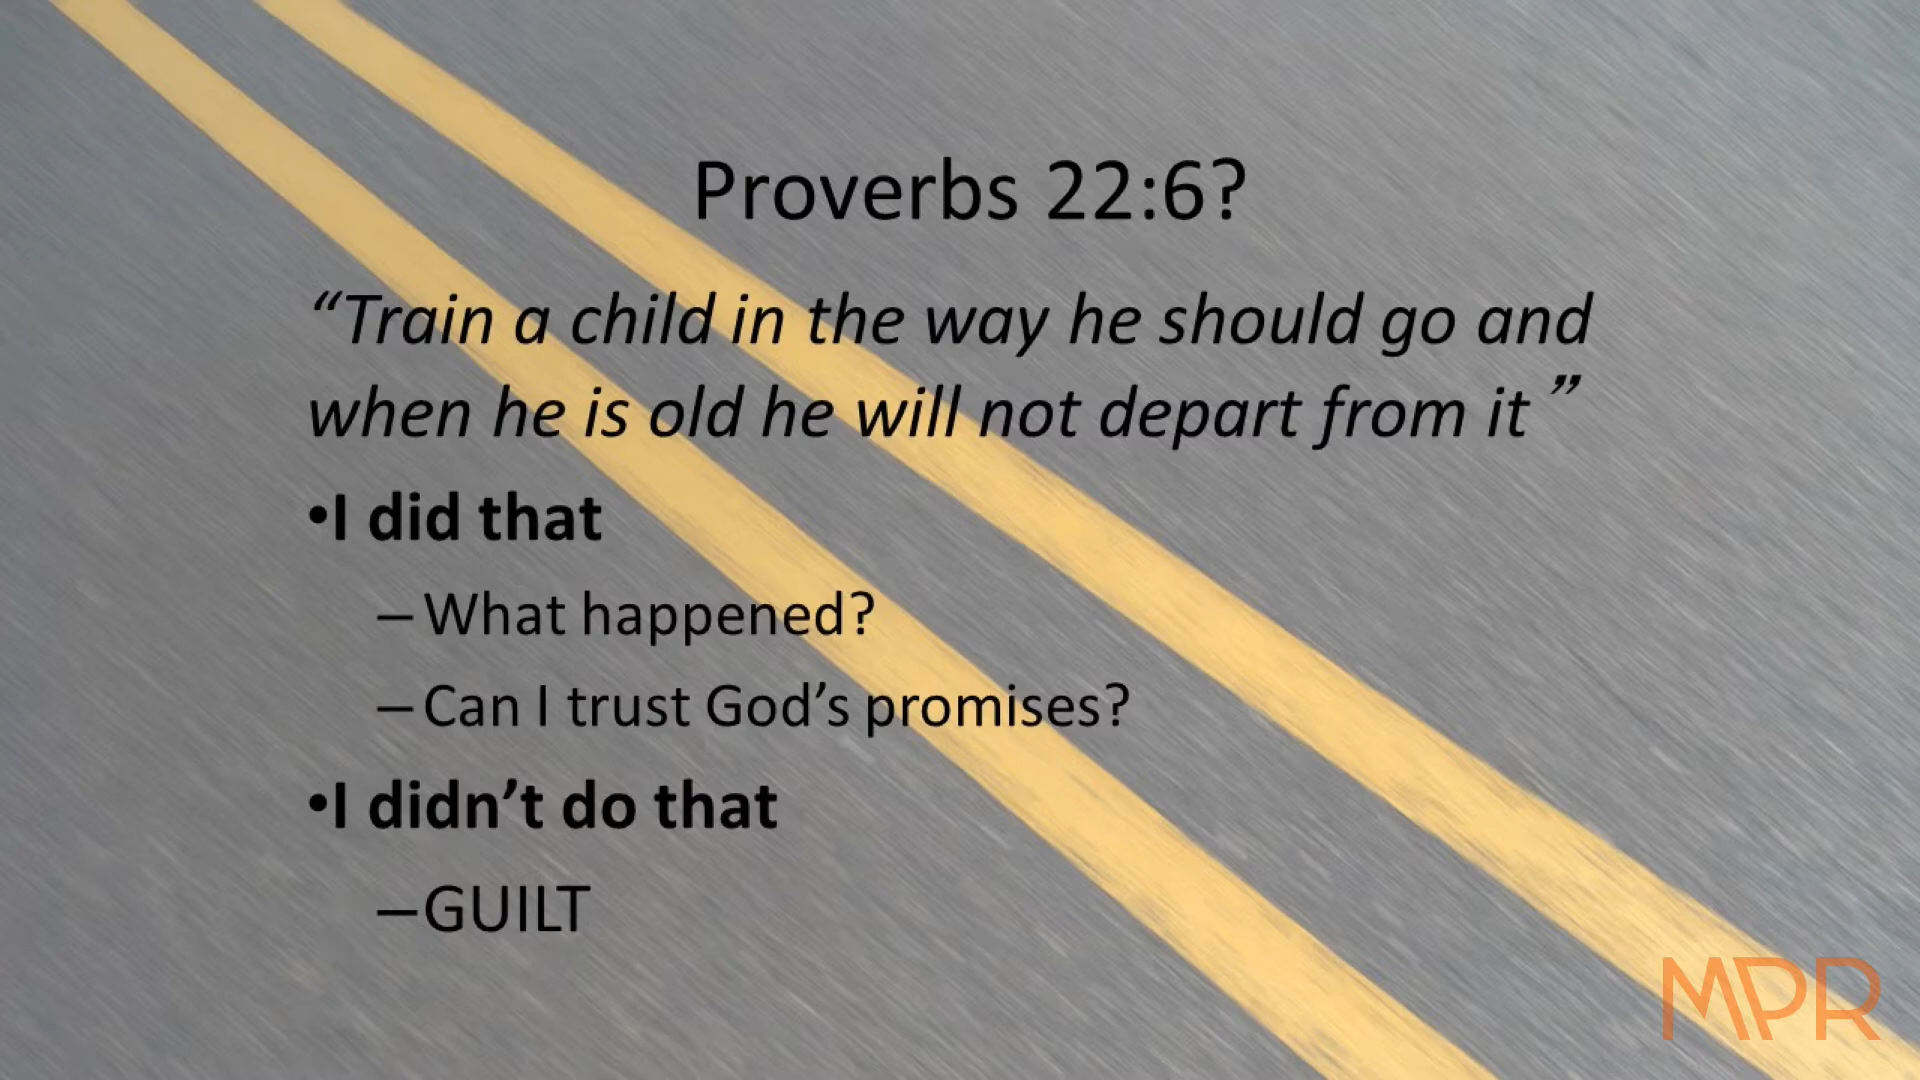 Proverbs 22:6?
“Train a child in the way he should go and
when he is old he will not depart from it ”
•I did that
–What happened?
–Can I trust God’s promises?
•I didn’t do that
–GUILT
MPR